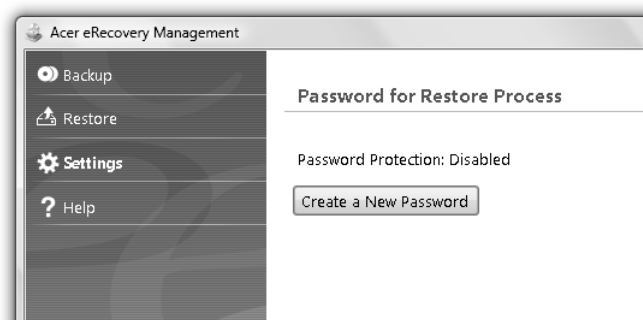 Acer eRecovery Management
Backup
Restore
Settings
? Help
Password for Restore Process
Password Protection: Disabled
Create a New Password